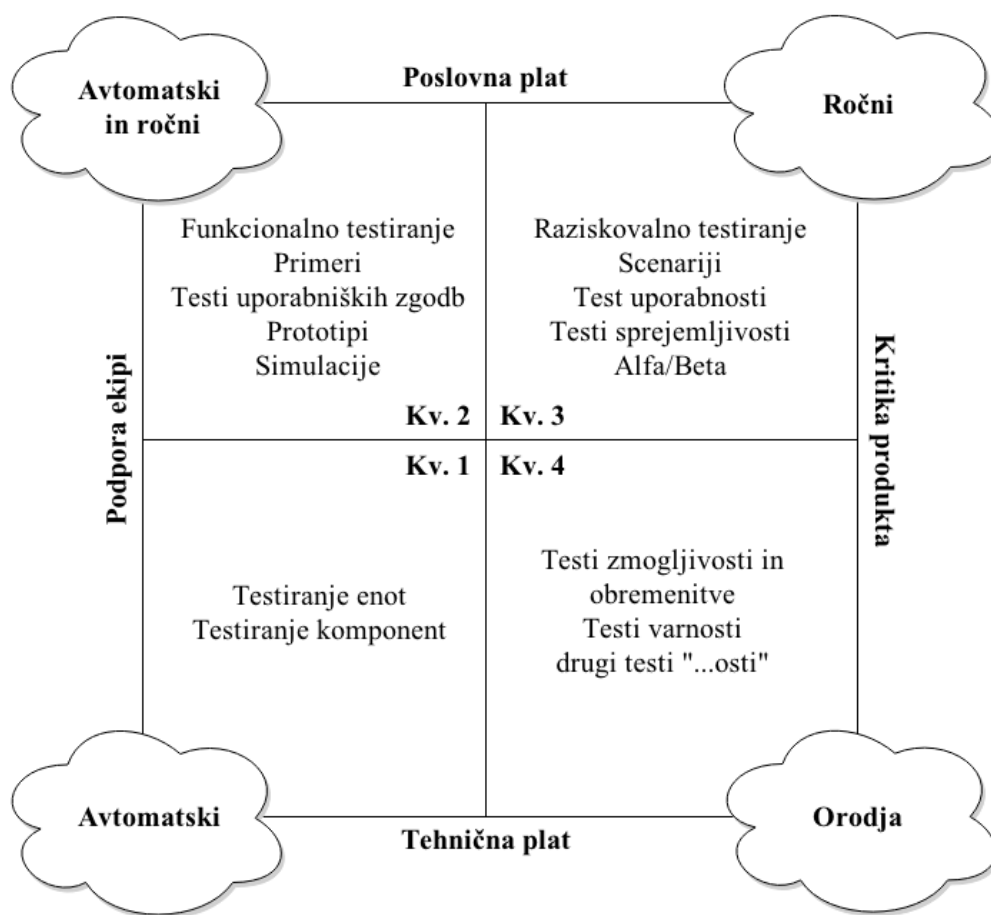 Avtomatski
in ročni
Poslovna plat
Ročni
Funkcionalno testiranje
Primeri
Testi uporabniških zgodb
Prototipi
Simulacije
Raziskovalno testiranje
Scenariji
Test uporabnosti
Testi sprejemljivosti
Alfa/Beta
Podpora ekipi
Kritika produkta
Kv. 2
Kv. 3
Kv. 1
Kv. 4
Testiranje enot
Testiranje komponent
Testi zmogljivosti in
obremenitve
Testi varnosti
drugi testi "...osti"
Avtomatski
Tehnična plat
Orodja